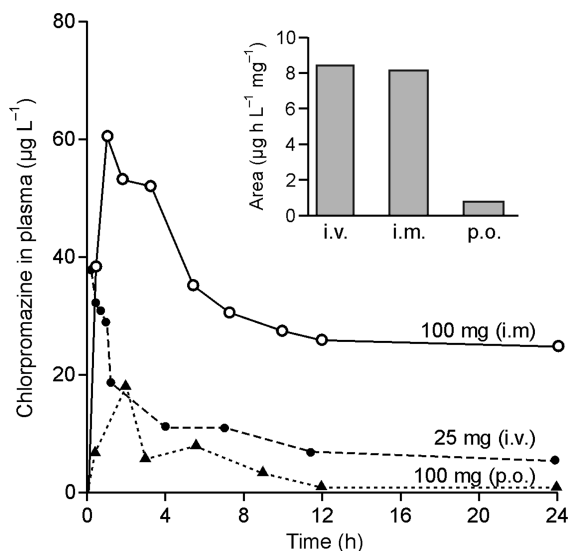 80
60
40
20
0
Chlorpromazine in plasma (µg L⁻¹)
0
4
8
12
16
20
24
Time (h)
100 mg (i.m)
25 mg (i.v.)
100 mg (p.o.)
10
8
6
4
2
0
Area (µg h L⁻¹ mg⁻¹)
i.v.
i.m.
p.o.